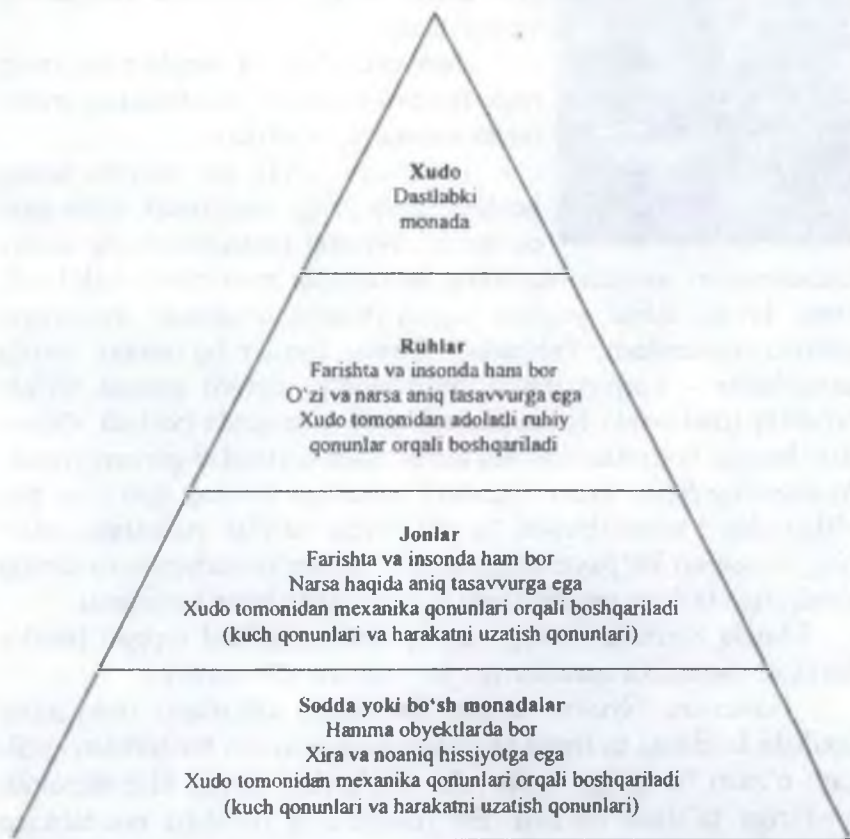 Xudo
Dastlabki
monada
Ruhlar
Farishta va insonda ham bor
O‘zi va narsa aniq tasavvurga ega
Xudo tomonidan adolatli ruhiy
qonunlar orqali boshqariladi
Jonlar
Farishta va insonda ham bor
Narsa haqida aniq tasavvurga ega
Xudo tomonidan mexanika qonunlari orqali boshqariladi
(kuch qonunlari va harakatni uzatish qonunlari)
Sodda yoki bo‘sh monadalar
Hamma obyektlarda bor
Xira va noaniq hissiyotga ega
Xudo tomonidan mexanika qonunlari orqali boshqariladi
(kuch qonunlari va harakatni uzatish qonunlari)